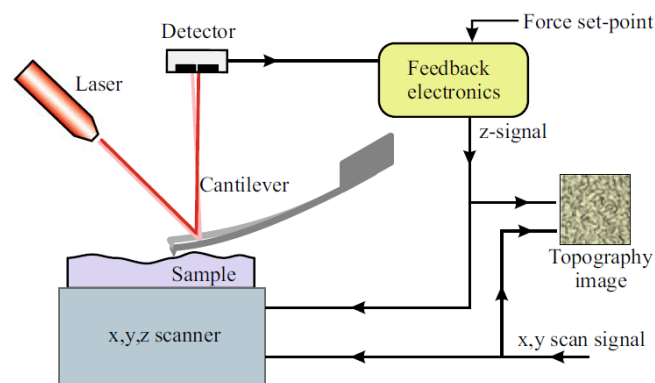 Detector
Force set-point
Laser
Feedback
electronics
z-signal
Cantilever
Sample
Topography
image
x,y,z scanner
x,y scan signal